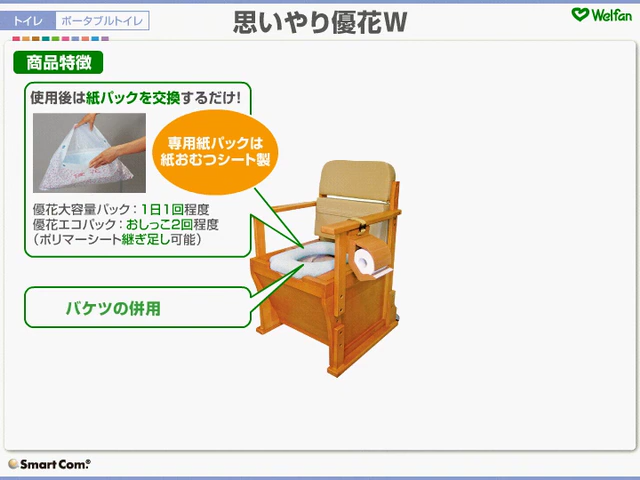 トイレ ポータブルトイレ
思いやり優花W
Welfan
商品特徴
使用後は紙パックを交換するだけ!
専用紙パックは
紙おむつシート製
優花大容量パック：1日1回程度
優花エコパック：おしっこ2回程度
（ポリマーシート継ぎ足し可能）
バケツの併用
Smart Com.®